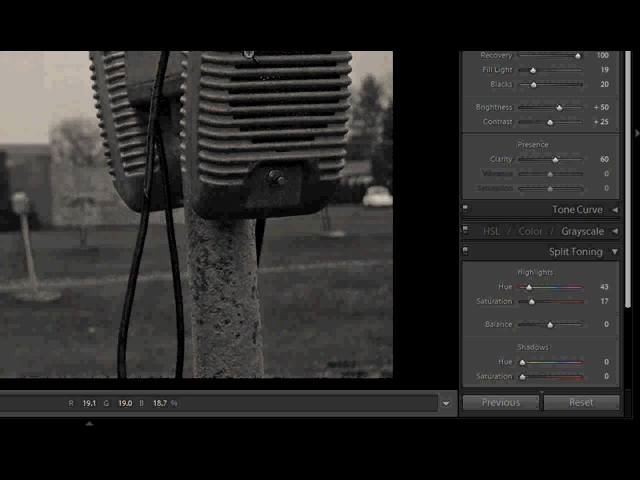 Recovery 100
Fill Light 19
Blacks 20
Brightness + 50
Contrast + 25
Presence
Clarity 60
Vibrance 0
Saturation 0
Tone Curve
HSL / Color / Grayscale
Split Toning
Highlights
Hue 43
Saturation 17
Balance 0
Shadows
Hue 0
Saturation 0
R 19.1 G 19.0 B 18.7 %
Previous Reset